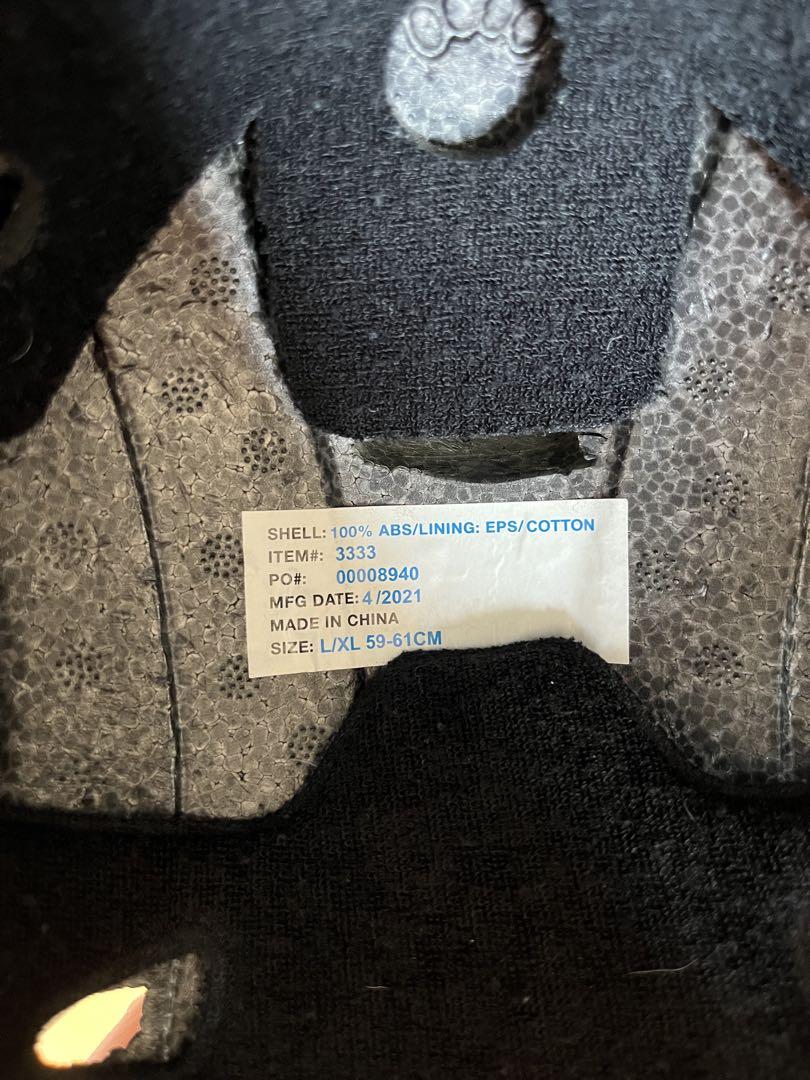 SHELL: 100% ABS/LINING: EPS/COTTON
ITEM#: 3333
PO#: 00008940
MFG DATE: 4/2021
MADE IN CHINA
SIZE: L/XL 59-61CM